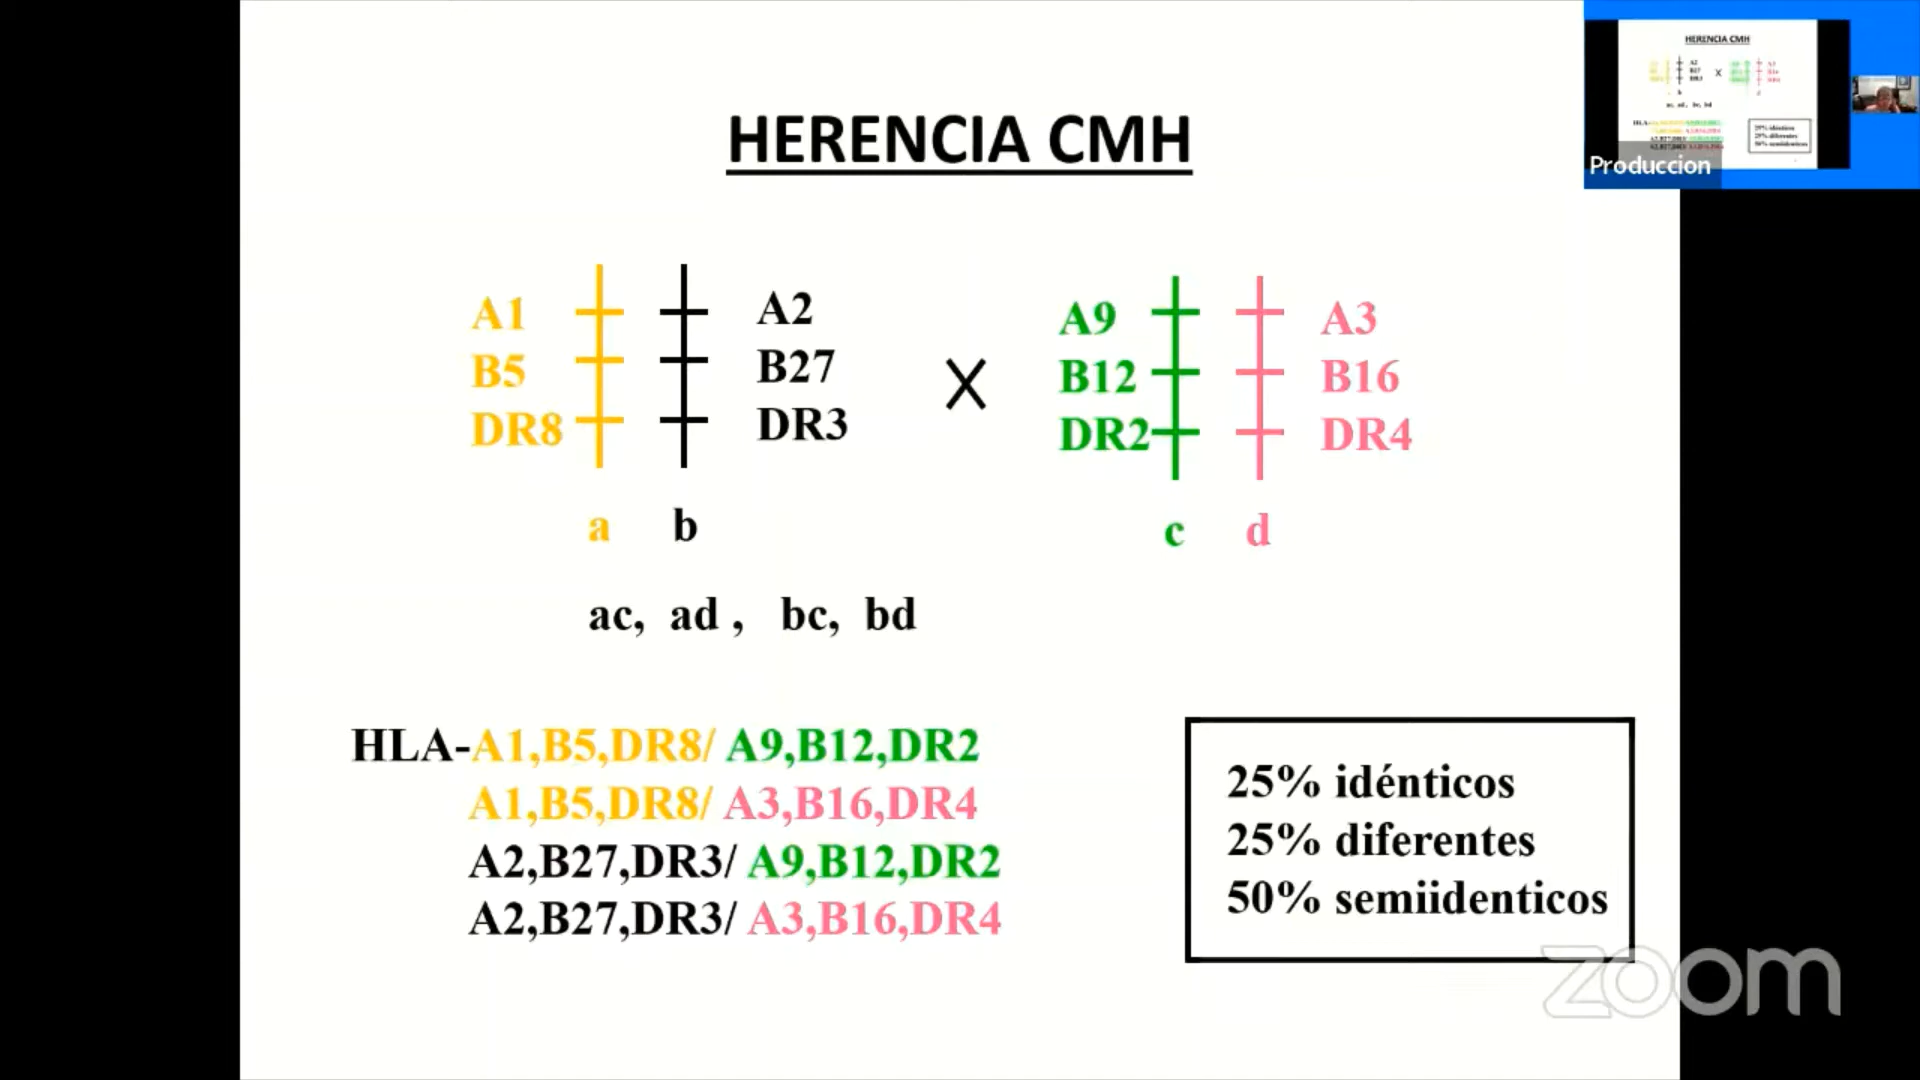 HERENCIA CMH
A1 A2 A9 A3
B5 B27 X B12 B16
DR8 DR3 DR2 DR4
a b c d
ac, ad , bc, bd
HLA-A1,B5,DR8/ A9,B12,DR2
A1,B5,DR8/ A3,B16,DR4
A2,B27,DR3/ A9,B12,DR2
A2,B27,DR3/ A3,B16,DR4
25% idénticos
25% diferentes
50% semiidenticos
HERENCIA CMH
Produccion
zoom